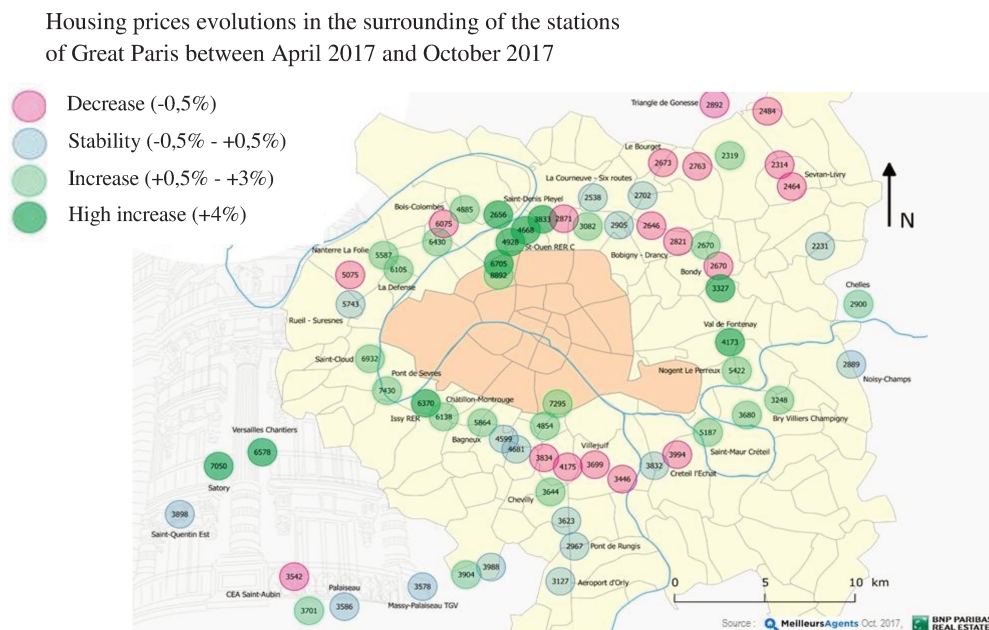 Housing prices evolutions in the surrounding of the stations
of Great Paris between April 2017 and October 2017
Decrease (-0,5%)
Stability (-0,5% - +0,5%)
Increase (+0,5% - +3%)
High increase (+4%)
Triangle de Gonesse
2892
2484
Le Bourget
2673
2763
2319
2314
Sevran-Livry
2464
La Courneuve - Six routes
2538
2702
Saint-Denis Pleyel
Bois-Colombes
4885
2656
3833
2871
3082
2905
2646
6075
4668
6430
4928
St-Ouen RER C
2821
2670
2231
Bobigny - Drancy
Nanterre La Folie
5587
6105
6705
8892
2670
Bondy
5075
La Defense
3327
Chelles
2900
5743
Rueil - Suresnes
Val de Fontenay
4173
Saint-Cloud
6932
Nogent Le Perreux
5422
2889
Noisy-Champs
Pont de Sevres
7430
Châtillon-Montrouge
6370
6138
7295
3248
3680
Bry Villiers Champigny
Issy RER
5864
4854
5187
Versailles Chantiers
Bagneux
4599
4681
Villejuif
Saint-Maur Créteil
6578
7050
3834
4175
3699
3446
3832
3994
Creteil l'Echat
Satory
Chevilly
3644
3898
3623
Saint-Quentin Est
2967
Pont de Rungis
3542
3904
3988
3127
Aéroport d'Orly
CEA Saint-Aubin
Palaiseau
3578
3701
3586
Massy-Palaiseau TGV
N
0 5 10 km
Source : MeilleursAgents Oct. 2017,
BNP PARIBAS
REAL ESTATE